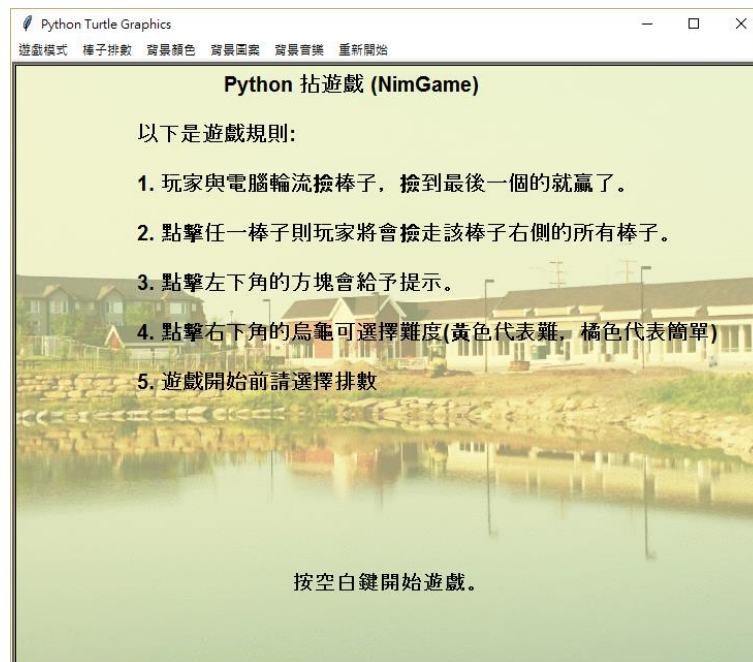 Python Turtle Graphics
遊戲模式 棒子排數 背景顏色 背景圖案 背景音樂 重新開始
Python 拈遊戲 (NimGame)
以下是遊戲規則:
1. 玩家與電腦輪流撿棒子，撿到最後一個的就贏了。
2. 點擊任一棒子則玩家將會撿走該棒子右側的所有棒子。
3. 點擊左下角的方塊會給予提示。
4. 點擊右下角的烏龜可選擇難度(黃色代表難，橘色代表簡單)
5. 遊戲開始前請選擇排數
按空白鍵開始遊戲。